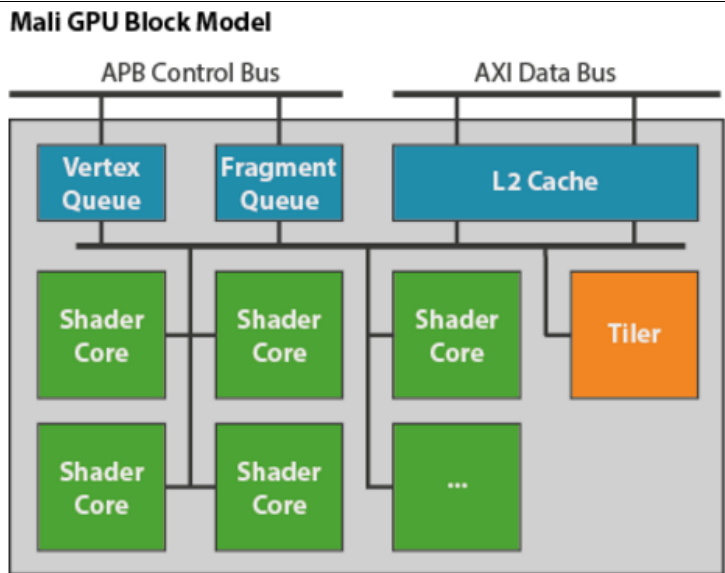 Mali GPU Block Model
APB Control Bus
AXI Data Bus
Vertex
Queue
Fragment
Queue
L2 Cache
Shader
Core
Shader
Core
Shader
Core
Tiler
Shader
Core
Shader
Core
...